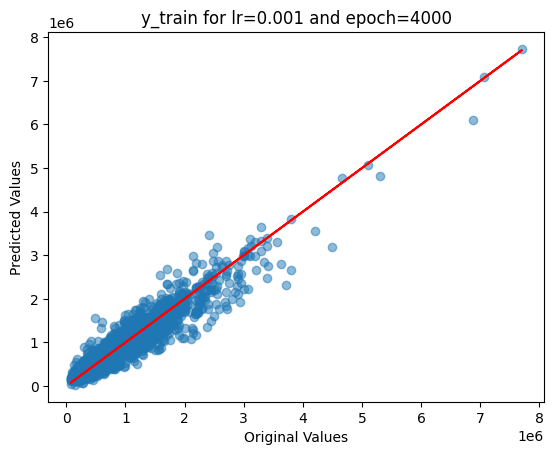 y_train for lr=0.001 and epoch=4000
1e6
8
7
6
5
4
3
2
1
0
Predicted Values
0 1 2 3 4 5 6 7 8
1e6
Original Values